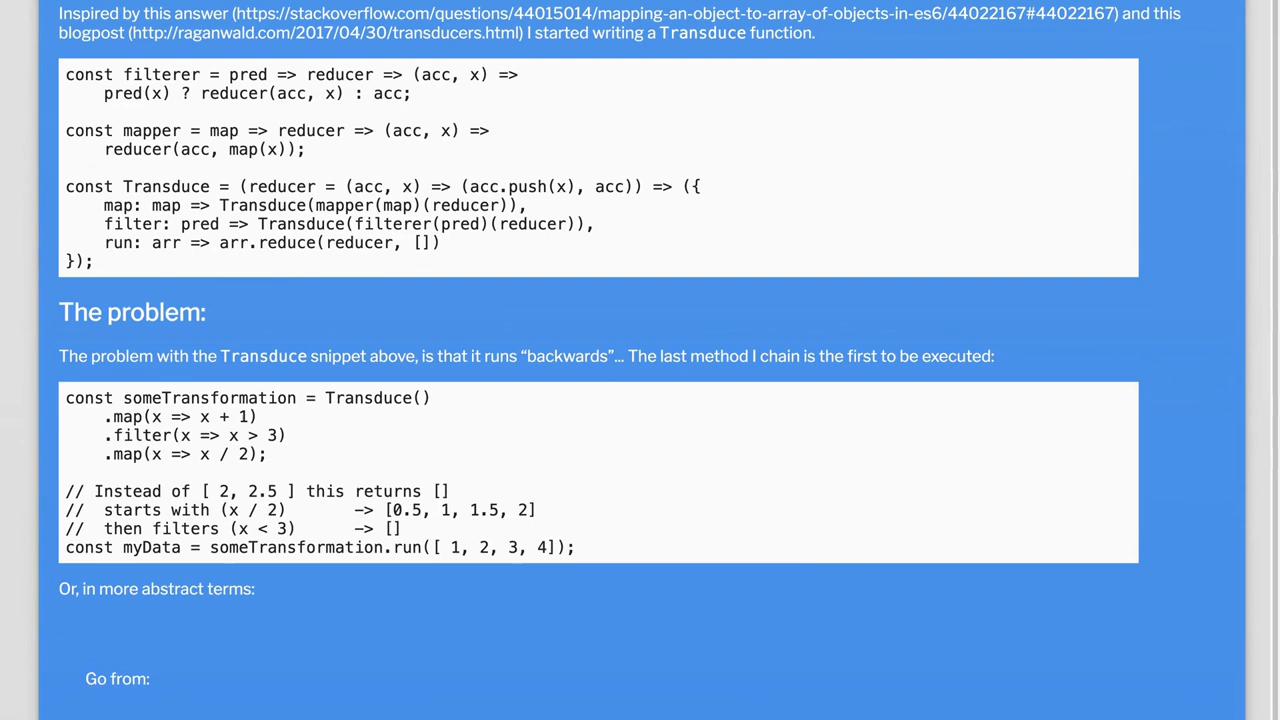 Inspired by this answer (https://stackoverflow.com/questions/44015014/mapping-an-object-to-array-of-objects-in-es6/44022167#44022167) and this
blogpost (http://raganwald.com/2017/04/30/transducers.html) I started writing a Transduce function.
const filterer = pred => reducer => (acc, x) =>
    pred(x) ? reducer(acc, x) : acc;
const mapper = map => reducer => (acc, x) =>
    reducer(acc, map(x));
const Transduce = (reducer = (acc, x) => (acc.push(x), acc)) => ({
    map: map => Transduce(mapper(map)(reducer)),
    filter: pred => Transduce(filterer(pred)(reducer)),
    run: arr => arr.reduce(reducer, [])
});
The problem:
The problem with the Transduce snippet above, is that it runs “backwards”... The last method I chain is the first to be executed:
const someTransformation = Transduce()
    .map(x => x + 1)
    .filter(x => x > 3)
    .map(x => x / 2);
// Instead of [ 2, 2.5 ] this returns []
//  starts with (x / 2)       -> [0.5, 1, 1.5, 2]
//  then filters (x < 3)      -> []
const myData = someTransformation.run([ 1, 2, 3, 4]);
Or, in more abstract terms:
Go from: